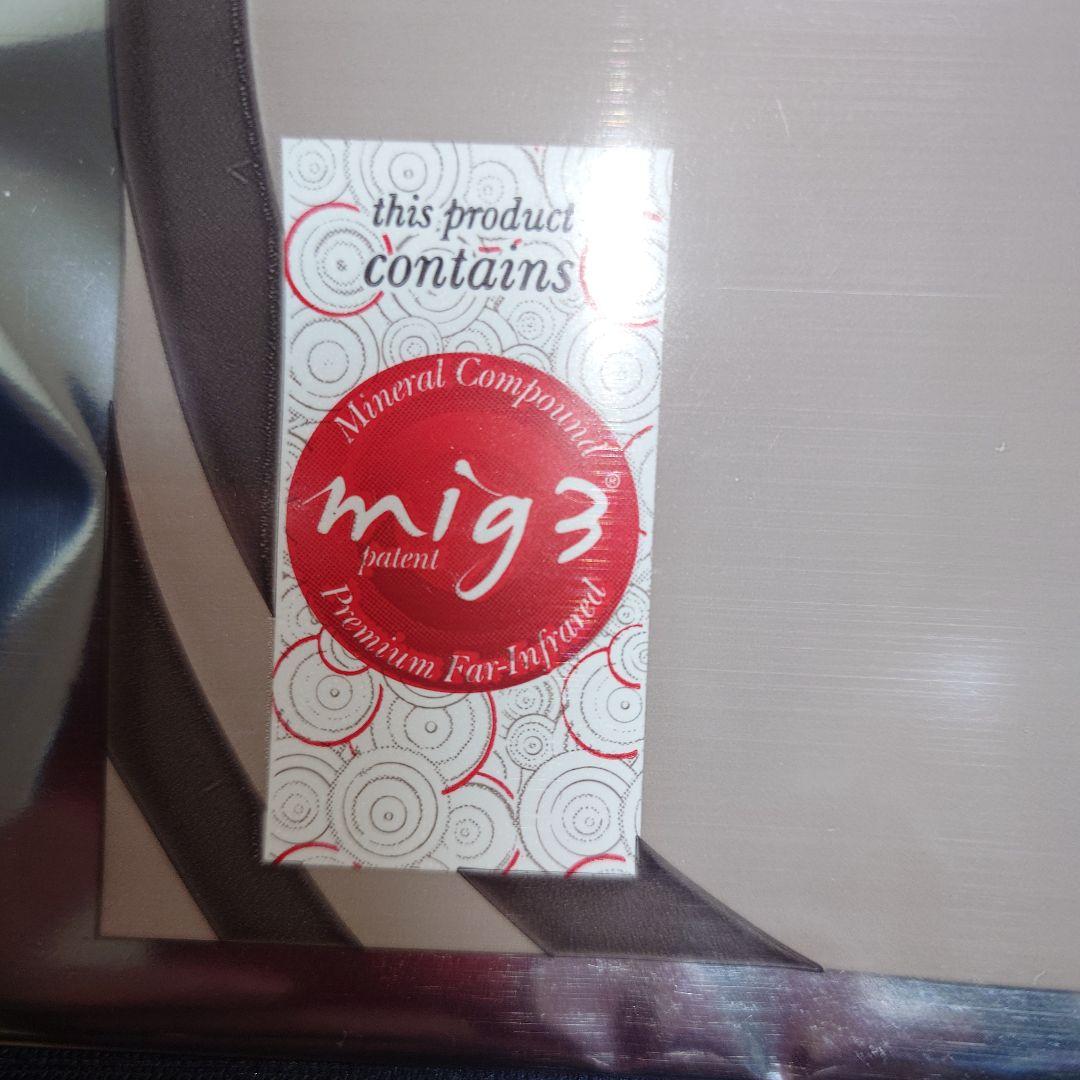 this product
contains
Mineral Compound
mig3®
patent
Premium Far-Infrared